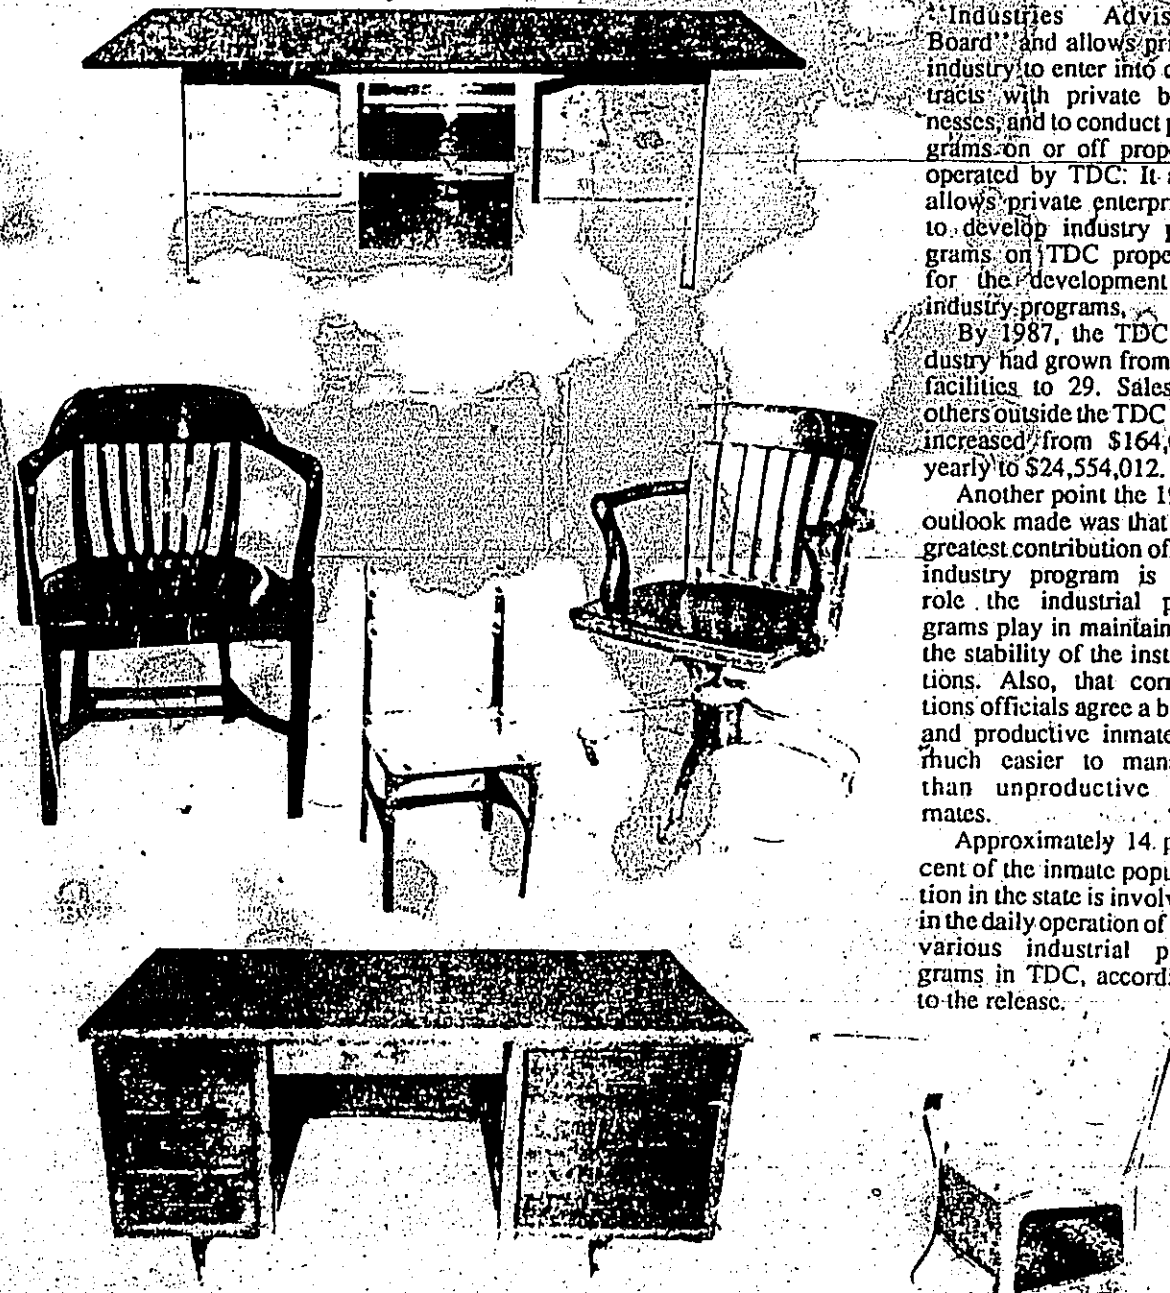 "Industries Advis
Board" and allows pri
industry to enter into c
tracts with private b
nesses, and to conduct p
grams on or off prop
operated by TDC. It a
allows private enterpr
to develop industry p
grams on TDC prope
for the development
industry programs,
By 1987, the TDC
dustry had grown from
facilities to 29. Sales
others outside the TDC
increased from $164,
yearly to $24,554,012.
Another point the 19
outlook made was that
greatest contribution of
industry program is
role the industrial p
grams play in maintain
the stability of the inst
tions. Also, that corr
tions officials agree a b
and productive inmate
much easier to man
than unproductive
mates.
Approximately 14 p
cent of the inmate popu
tion in the state is involv
in the daily operation of
various industrial p
grams in TDC, accord
to the release.